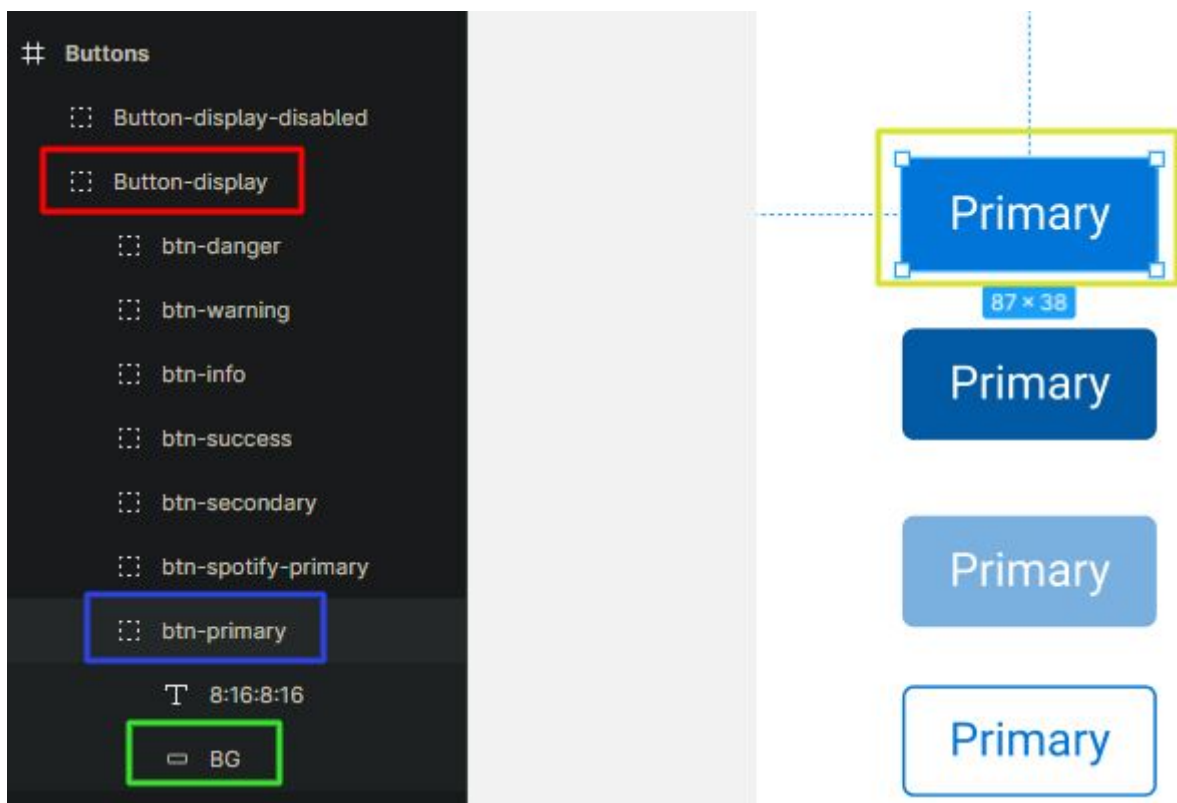 Buttons
Button-display-disabled
Button-display
btn-danger
btn-warning
btn-info
btn-success
btn-secondary
btn-spotify-primary
btn-primary
8:16:8:16
BG
Primary
87 × 38
Primary
Primary
Primary